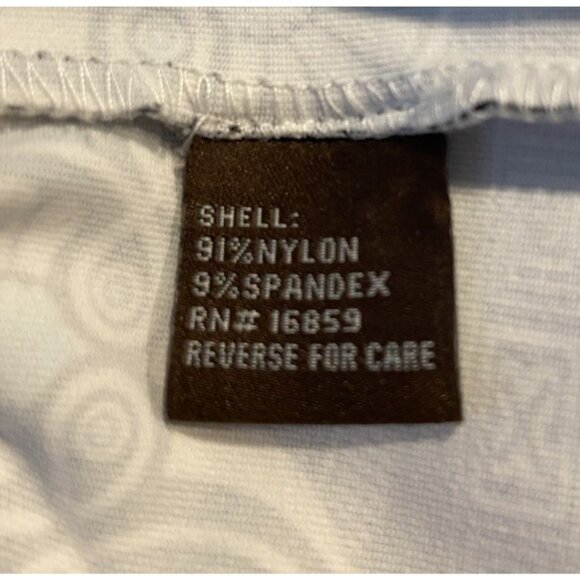 SHELL:
91%NYLON
9%SPANDEX
RN# 16859
REVERSE FOR CARE